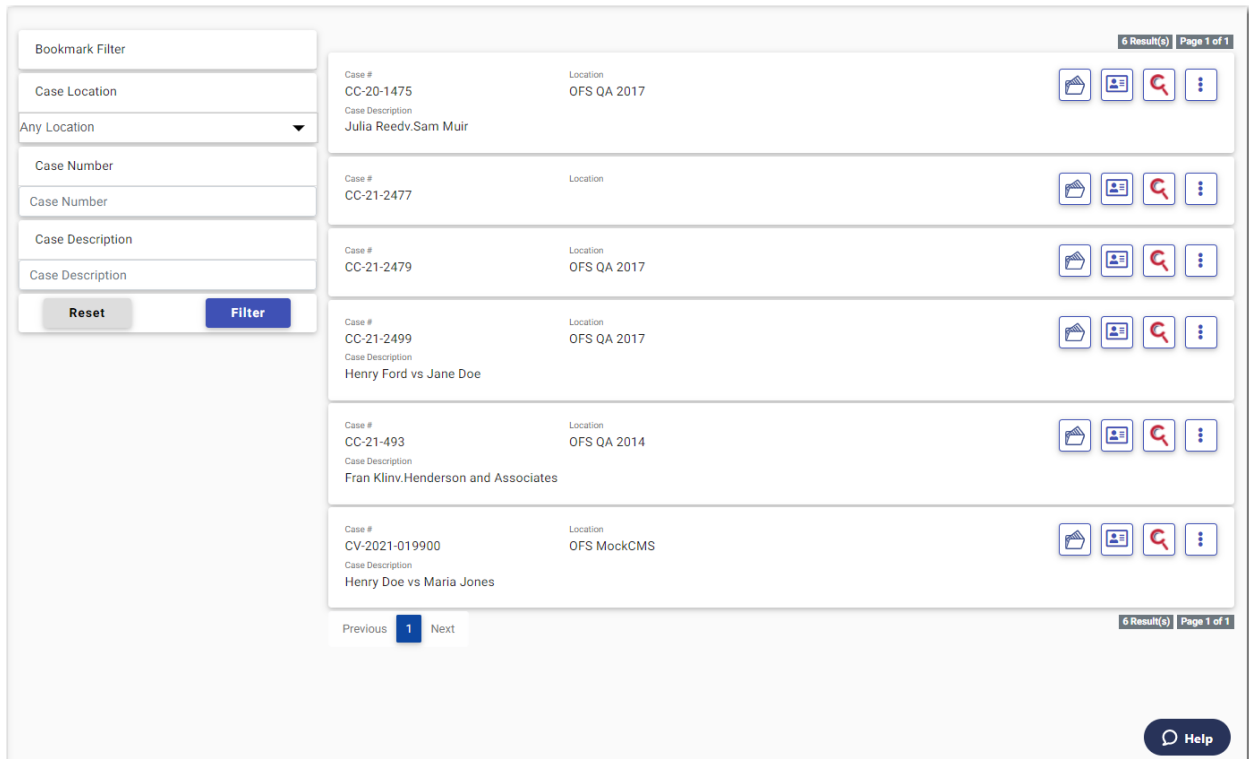 Bookmark Filter
Case Location
Any Location
Case Number
Case Number
Case Description
Case Description
Reset Filter
6 Result(s) Page 1 of 1
Case # Location
CC-20-1475 OFS QA 2017
Case Description
Julia Reedv.Sam Muir
Case # Location
CC-21-2477
Case # Location
CC-21-2479 OFS QA 2017
Case # Location
CC-21-2499 OFS QA 2017
Case Description
Henry Ford vs Jane Doe
Case # Location
CC-21-493 OFS QA 2014
Case Description
Fran Klinv.Henderson and Associates
Case # Location
CV-2021-019900 OFS MockCMS
Case Description
Henry Doe vs Maria Jones
Previous 1 Next
6 Result(s) Page 1 of 1
Help